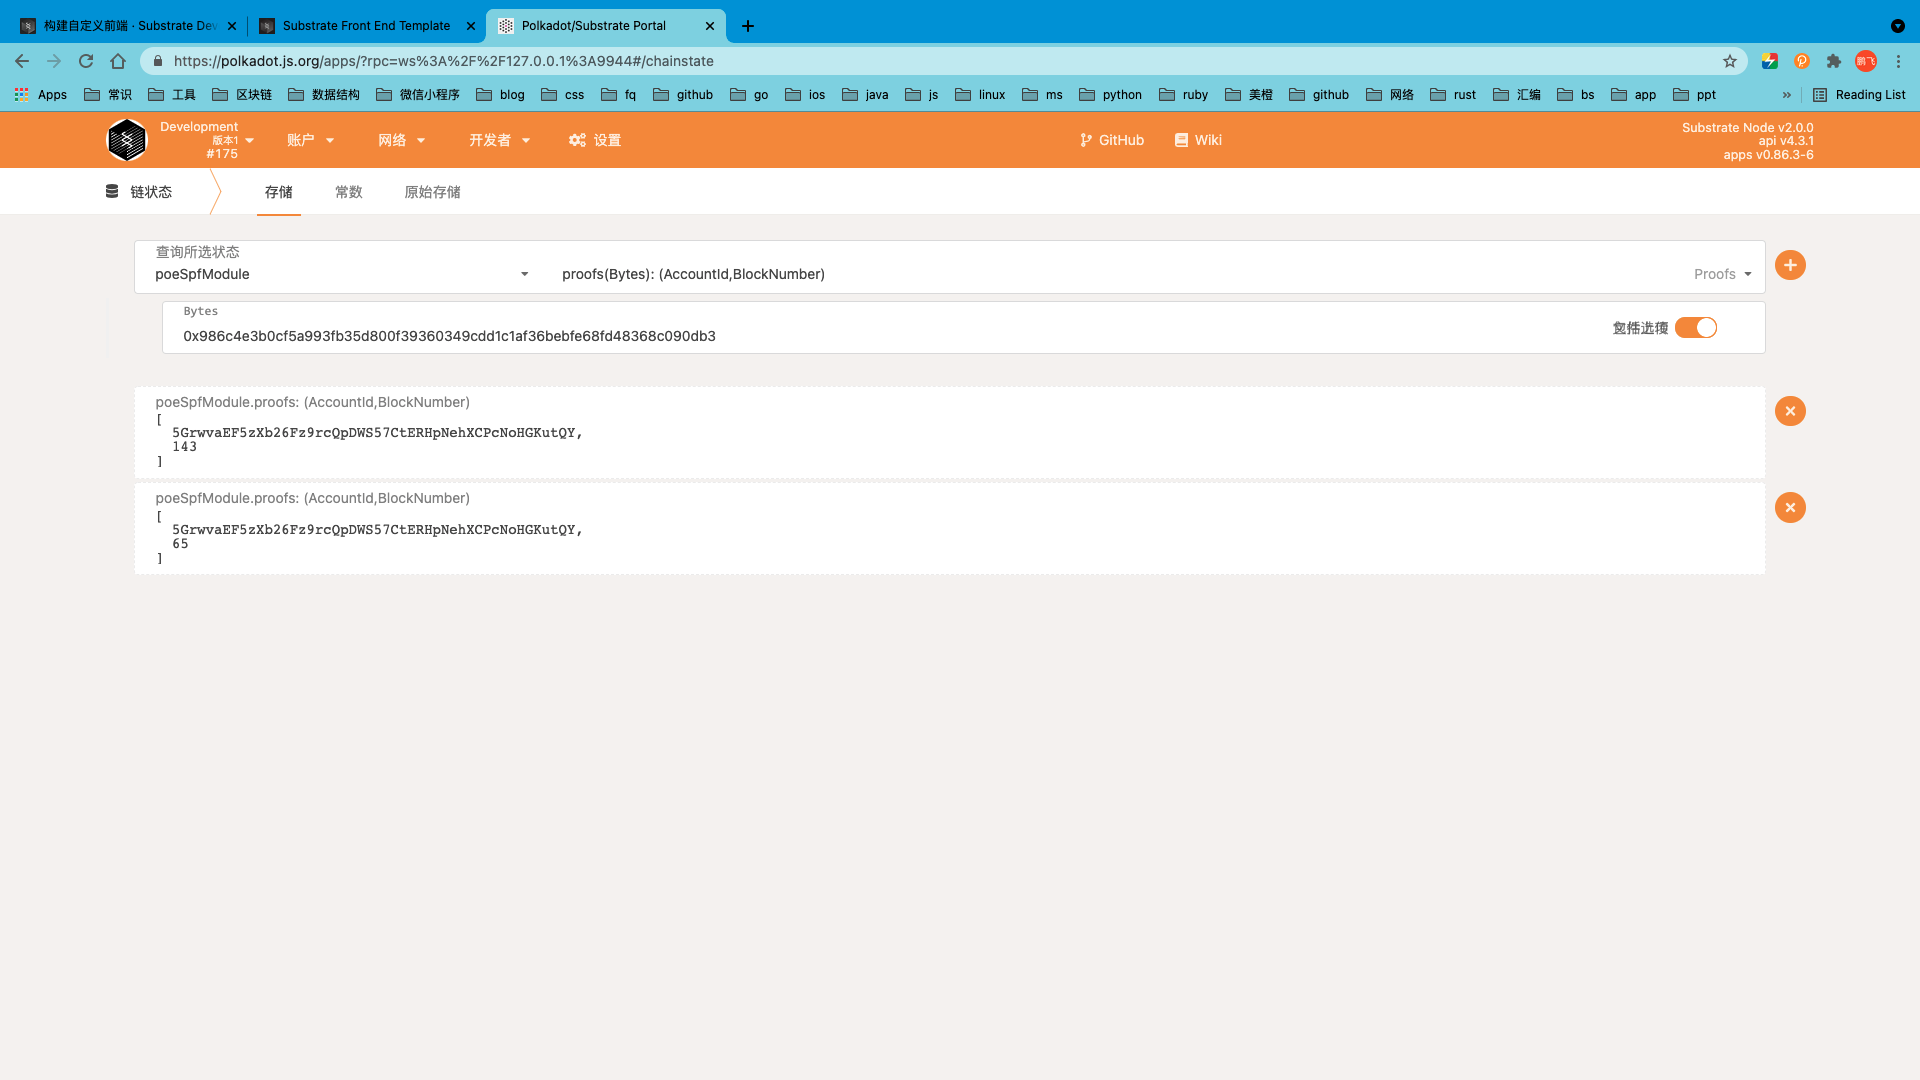 构建自定义前端 · Substrate Dev
Substrate Front End Template
Polkadot/Substrate Portal
https://polkadot.js.org/apps/?rpc=ws%3A%2F%2F127.0.0.1%3A9944#/chainstate
鹏飞
Apps 常识 工具 区块链 数据结构 微信小程序 blog css fq github go ios java js linux ms python ruby 美橙 github 网络 rust 汇编 bs app ppt » Reading List
Development
版本1
#175
账户 网络 开发者 设置 GitHub Wiki
Substrate Node v2.0.0
api v4.3.1
apps v0.86.3-6
链状态 存储 常数 原始存储
查询所选状态
poeSpfModule proofs(Bytes): (AccountId,BlockNumber) Proofs
Bytes
0x986c4e3b0cf5a993fb35d800f39360349cdd1c1af36bebfe68fd48368c090db3
poeSpfModule.proofs: (AccountId,BlockNumber)
[
5GrwvaEF5zXb26Fz9rcQpDWS57CtERHpNehXCPcNoHGKutQY,
143
]
poeSpfModule.proofs: (AccountId,BlockNumber)
[
5GrwvaEF5zXb26Fz9rcQpDWS57CtERHpNehXCPcNoHGKutQY,
65
]